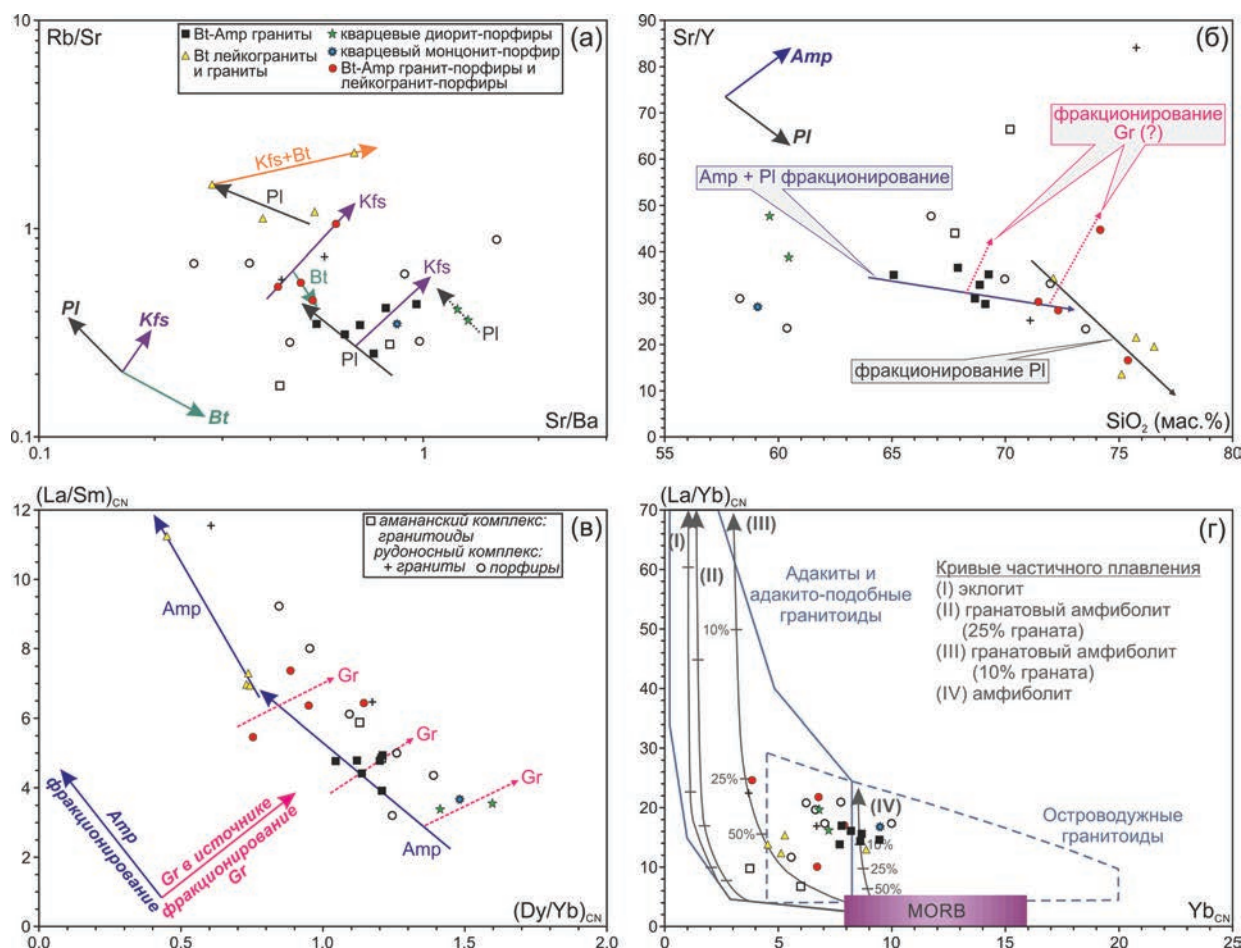 Rb/Sr
(а)
10
1
0.1
0.1
1
Sr/Ba
Bt-Amp граниты
Bt лейкограниты
и граниты
кварцевые диорит-порфиры
кварцевый монцонит-порфир
Bt-Amp гранит-порфиры и
лейкогранит-порфиры
Kfs+Bt
Pl
Kfs
Bt
Kfs
Pl
Pl
Pl
Kfs
Bt
Sr/Y
(б)
90
80
70
60
50
40
30
20
10
0
55
60
65
70
75
80
SiO₂ (мас.%)
Amp
Pl
фракционирование
Gr (?)
Amp + Pl фракционирование
фракционирование Pl
(La/Sm)CN
(в)
12
10
8
6
4
2
0
0.0
0.5
1.0
1.5
2.0
(Dy/Yb)CN
аманaнский комплекс:
гранитоиды
рудоносный комплекс:
граниты
порфиры
Amp
Gr
Gr
Gr
Amp
Amp
фракционирование
Gr в источнике
фракционирование
Gr
(La/Yb)CN
(г)
70
60
50
40
30
20
10
0
0
5
10
15
20
25
YbCN
(I)
(II)
(III)
(IV)
10%
25%
50%
10%
25%
50%
Адакиты и
адакито-подобные
гранитоиды
Кривые частичного плавления
(I) эклогит
(II) гранатовый амфиболит
(25% граната)
(III) гранатовый амфиболит
(10% граната)
(IV) амфиболит
Островодужные
гранитоиды
MORB